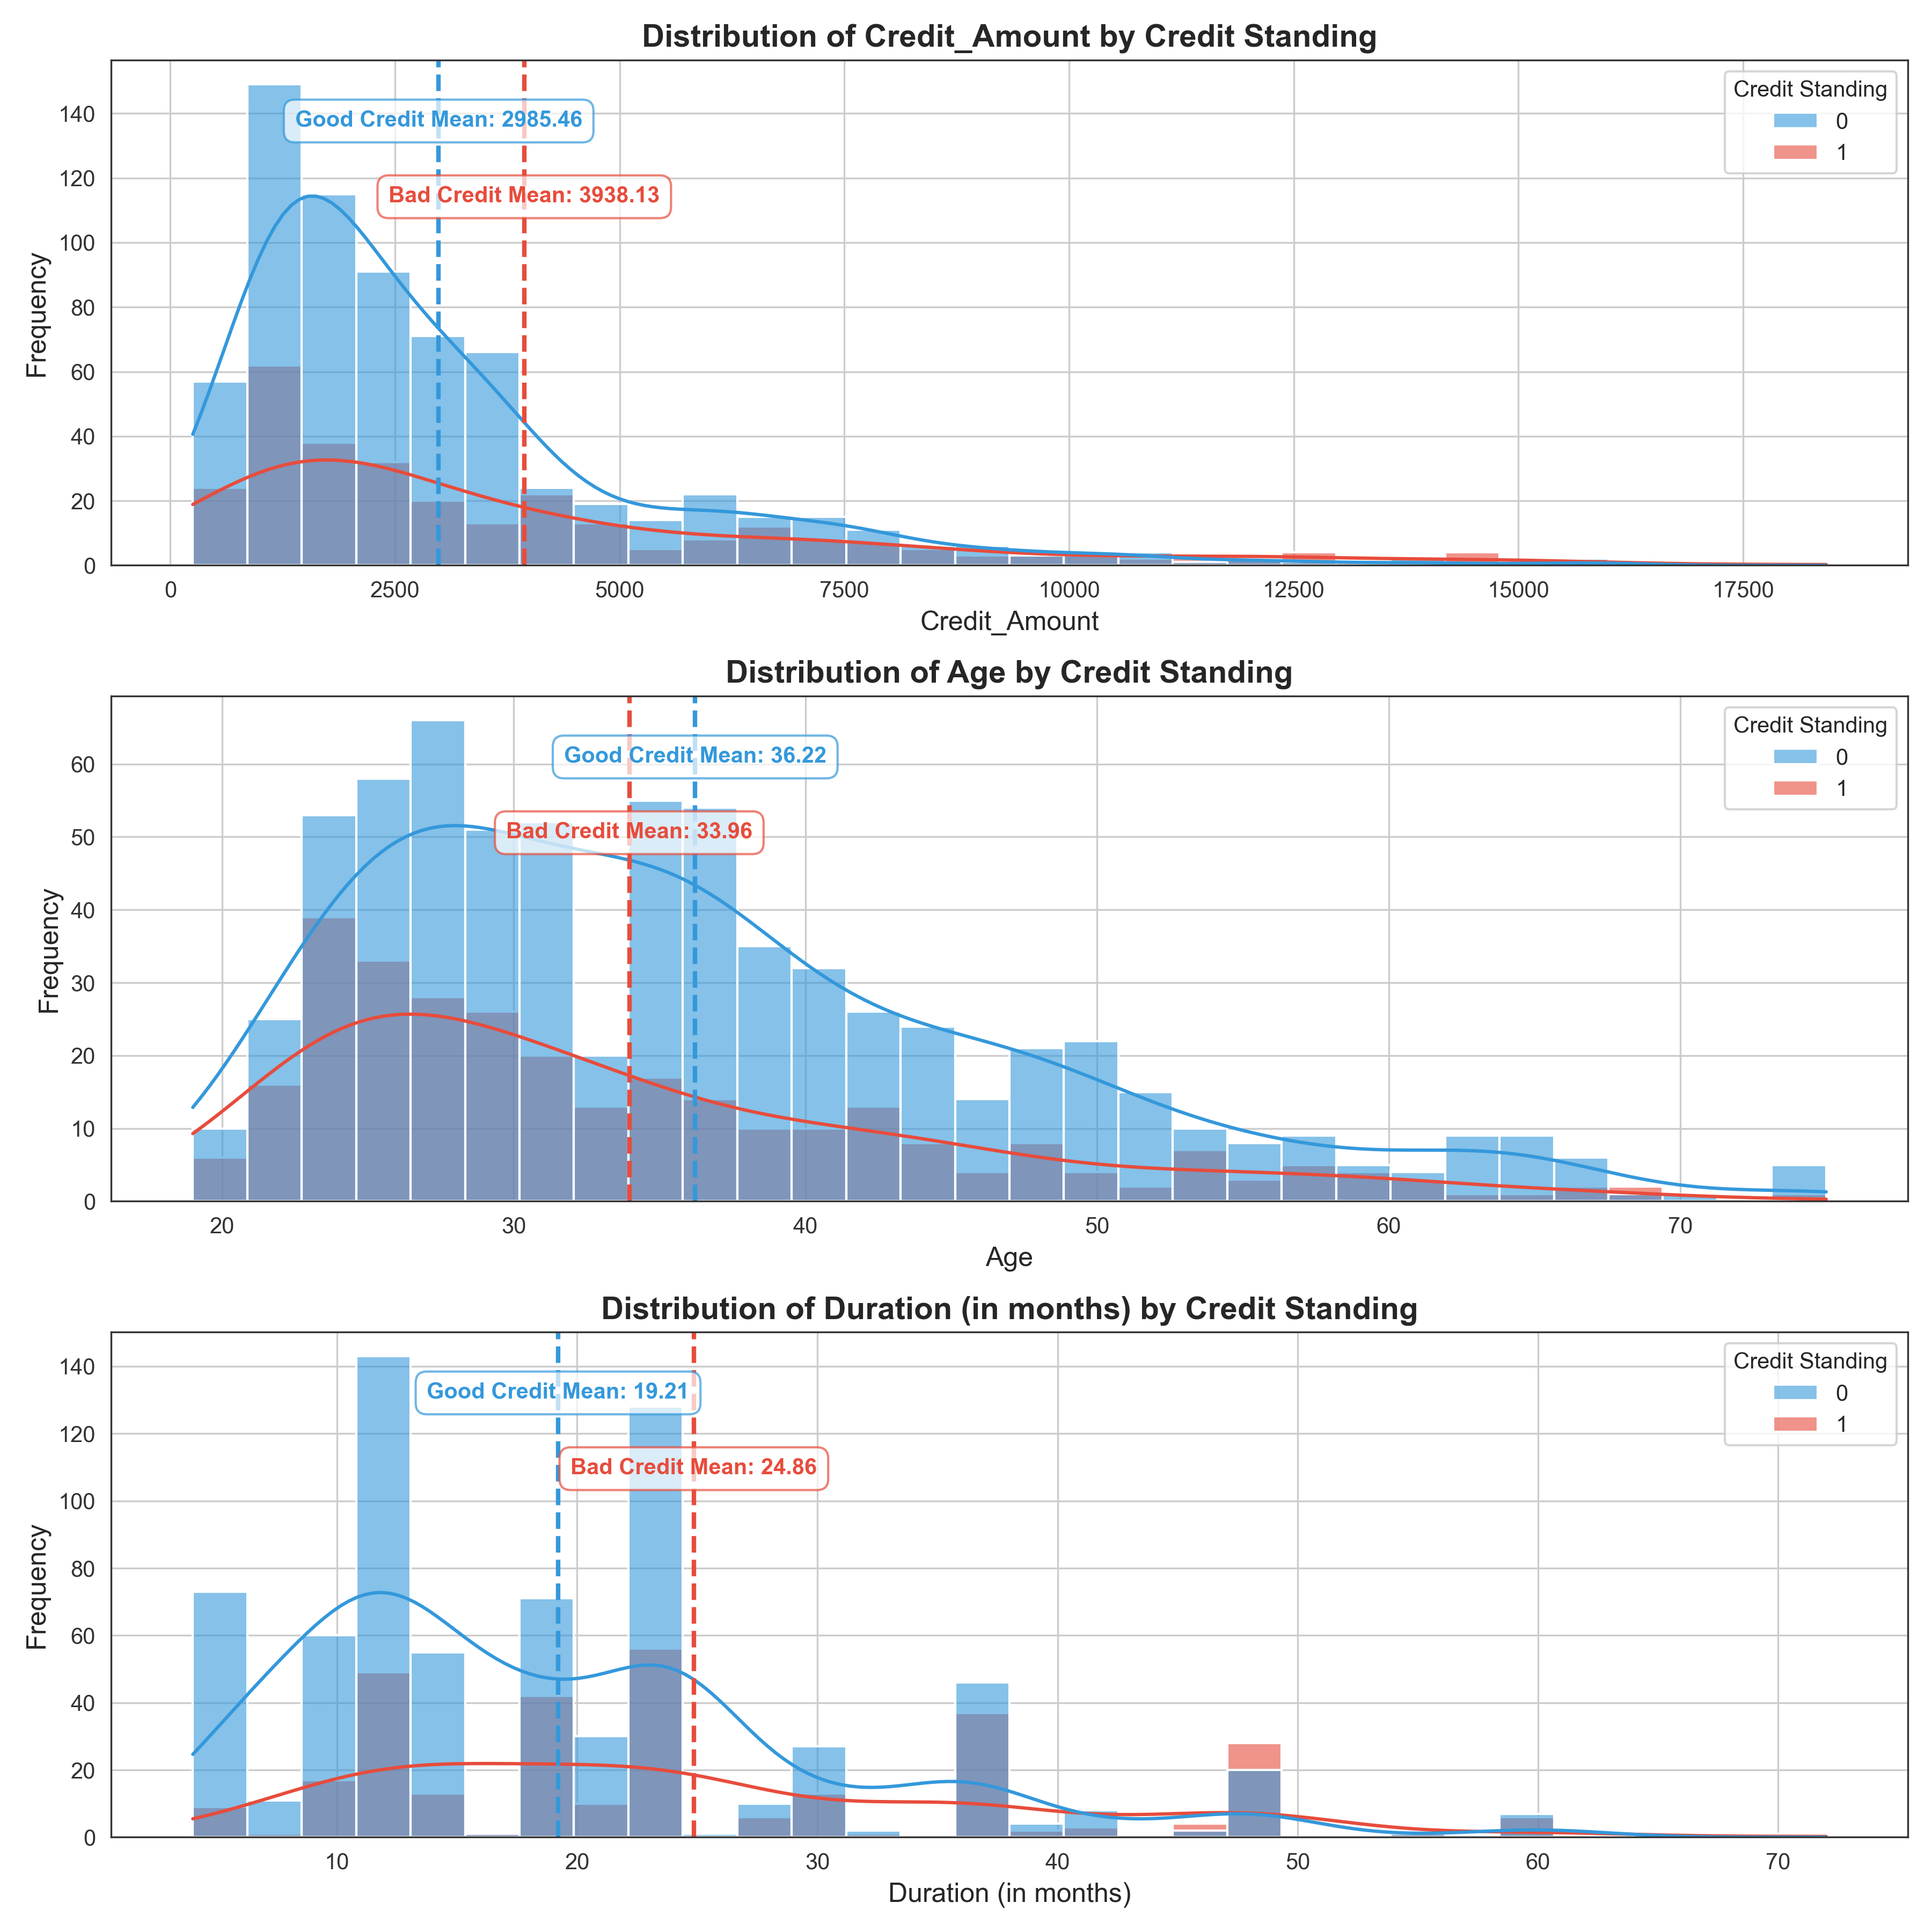 Distribution of Credit_Amount by Credit Standing
Credit Standing
0
1
Good Credit Mean: 2985.46
Bad Credit Mean: 3938.13
Frequency
140
120
100
80
60
40
20
0
0 2500 5000 7500 10000 12500 15000 17500
Credit_Amount
Distribution of Age by Credit Standing
Credit Standing
0
1
Good Credit Mean: 36.22
Bad Credit Mean: 33.96
Frequency
60
50
40
30
20
10
0
20 30 40 50 60 70
Age
Distribution of Duration (in months) by Credit Standing
Credit Standing
0
1
Good Credit Mean: 19.21
Bad Credit Mean: 24.86
Frequency
140
120
100
80
60
40
20
0
10 20 30 40 50 60 70
Duration (in months)